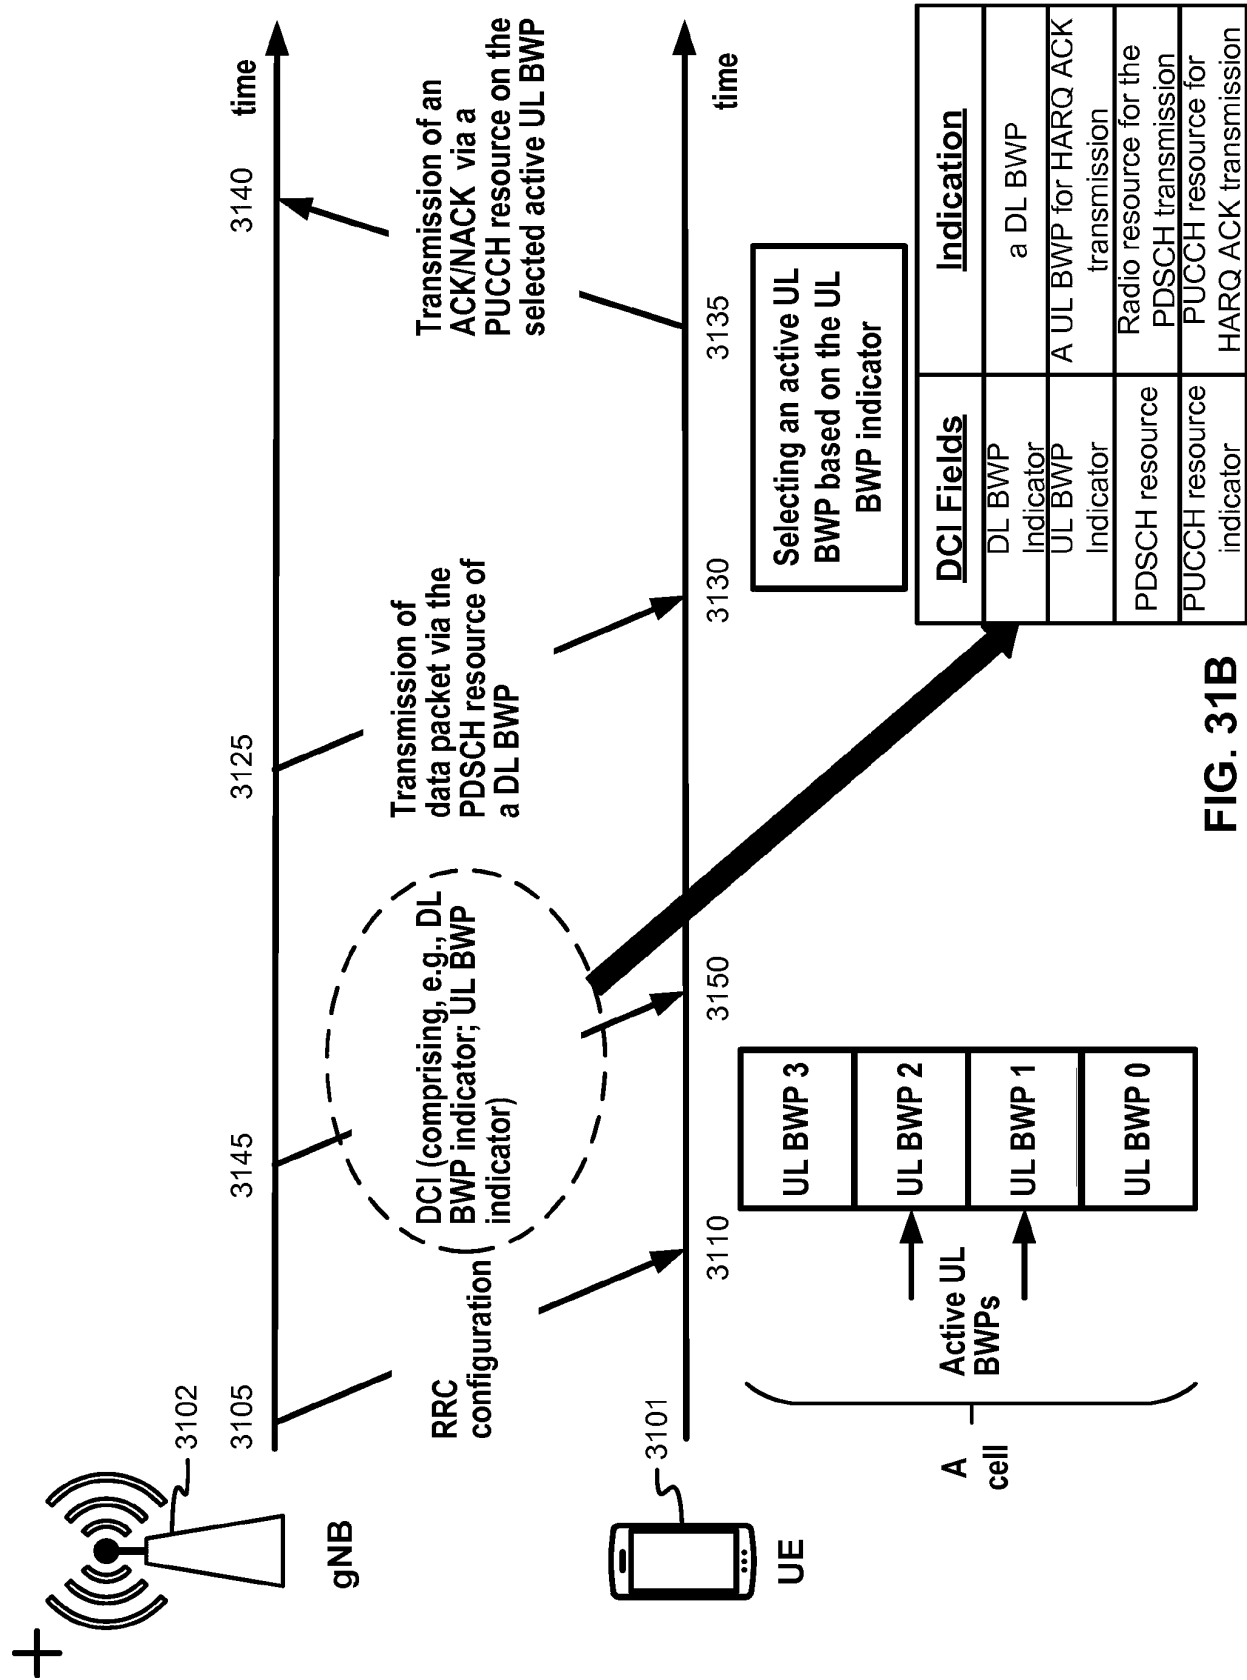 3102
3105
3145
3125
3140
time
gNB
RRC
configuration
DCI (comprising, e.g., DL
BWP indicator; UL BWP
indicator)
Transmission of
data packet via the
PDSCH resource of
a DL BWP
Transmission of an
ACK/NACK via a
PUCCH resource on the
selected active UL BWP
3101
UE
3110
3150
3130
3135
time
A
cell
Active UL
BWPs
UL BWP 3
UL BWP 2
UL BWP 1
UL BWP 0
Selecting an active UL
BWP based on the UL
BWP indicator
DCI Fields
Indication
DL BWP
Indicator
a DL BWP
UL BWP
Indicator
A UL BWP for HARQ ACK
transmission
PDSCH resource
Radio resource for the
PDSCH transmission
PUCCH resource
indicator
PUCCH resource for
HARQ ACK transmission
FIG. 31B